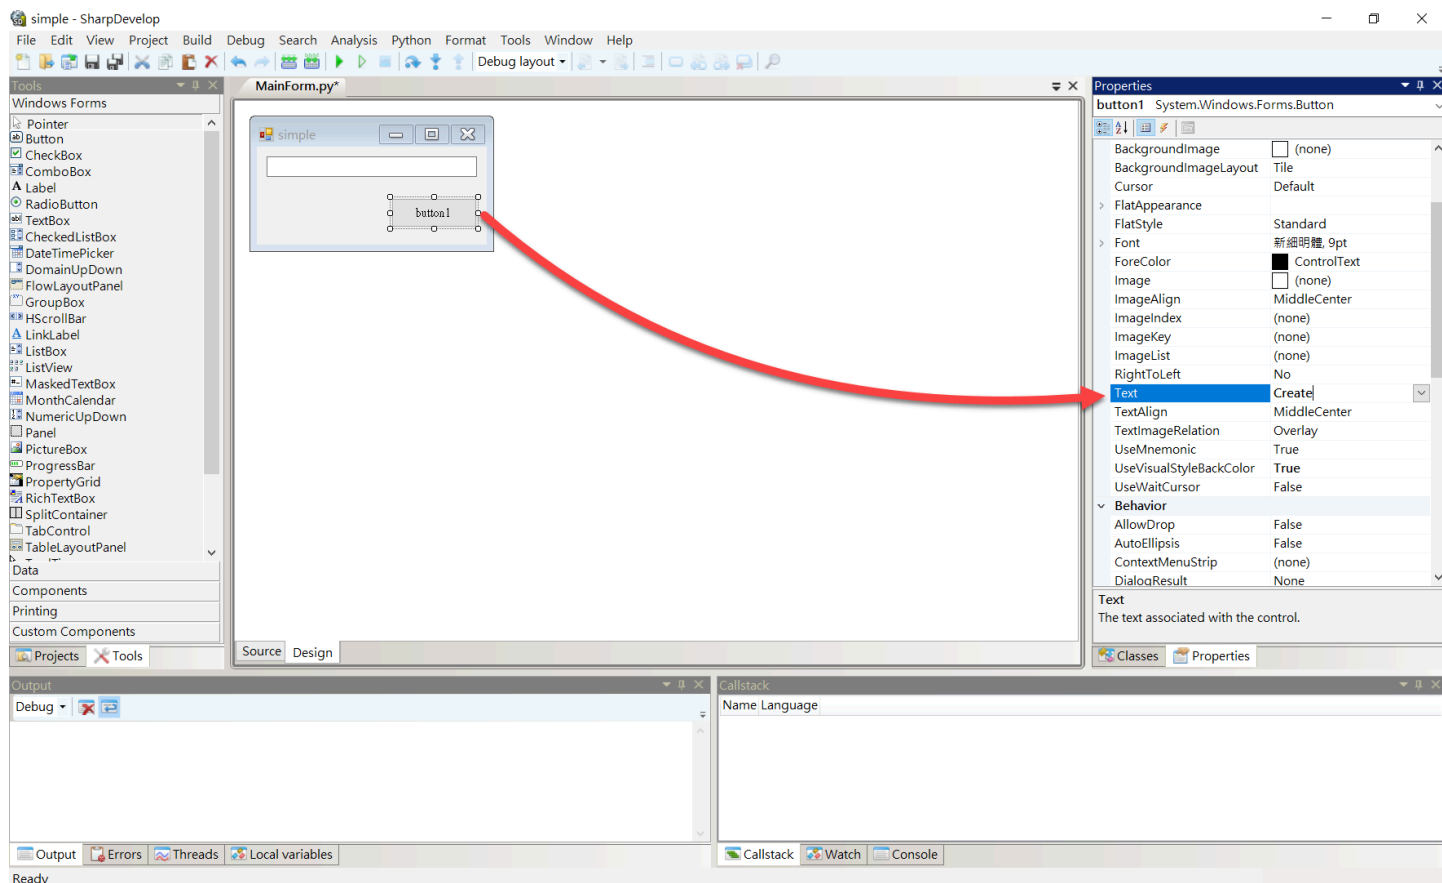 simple - SharpDevelop
File Edit View Project Build Debug Search Analysis Python Format Tools Window Help
Debug layout
Tools
Windows Forms
Pointer
Button
CheckBox
ComboBox
Label
RadioButton
TextBox
CheckedListBox
DateTimePicker
DomainUpDown
FlowLayoutPanel
GroupBox
HScrollBar
LinkLabel
ListBox
ListView
MaskedTextBox
MonthCalendar
NumericUpDown
Panel
PictureBox
ProgressBar
PropertyGrid
RichTextBox
SplitContainer
TabControl
TableLayoutPanel
Data
Components
Printing
Custom Components
Projects Tools
MainForm.py*
simple
button1
Source Design
Properties
button1 System.Windows.Forms.Button
BackgroundImage (none)
BackgroundImageLayout Tile
Cursor Default
FlatAppearance
FlatStyle Standard
Font 新細明體, 9pt
ForeColor ControlText
Image (none)
ImageAlign MiddleCenter
ImageIndex (none)
ImageKey (none)
ImageList (none)
RightToLeft No
Text Create
TextAlign MiddleCenter
TextImageRelation Overlay
UseMnemonic True
UseVisualStyleBackColor True
UseWaitCursor False
Behavior
AllowDrop False
AutoEllipsis False
ContextMenuStrip (none)
DialogResult None
Text
The text associated with the control.
Classes Properties
Output
Debug
Output Errors Threads Local variables
Callstack
Name Language
Callstack Watch Console
Ready